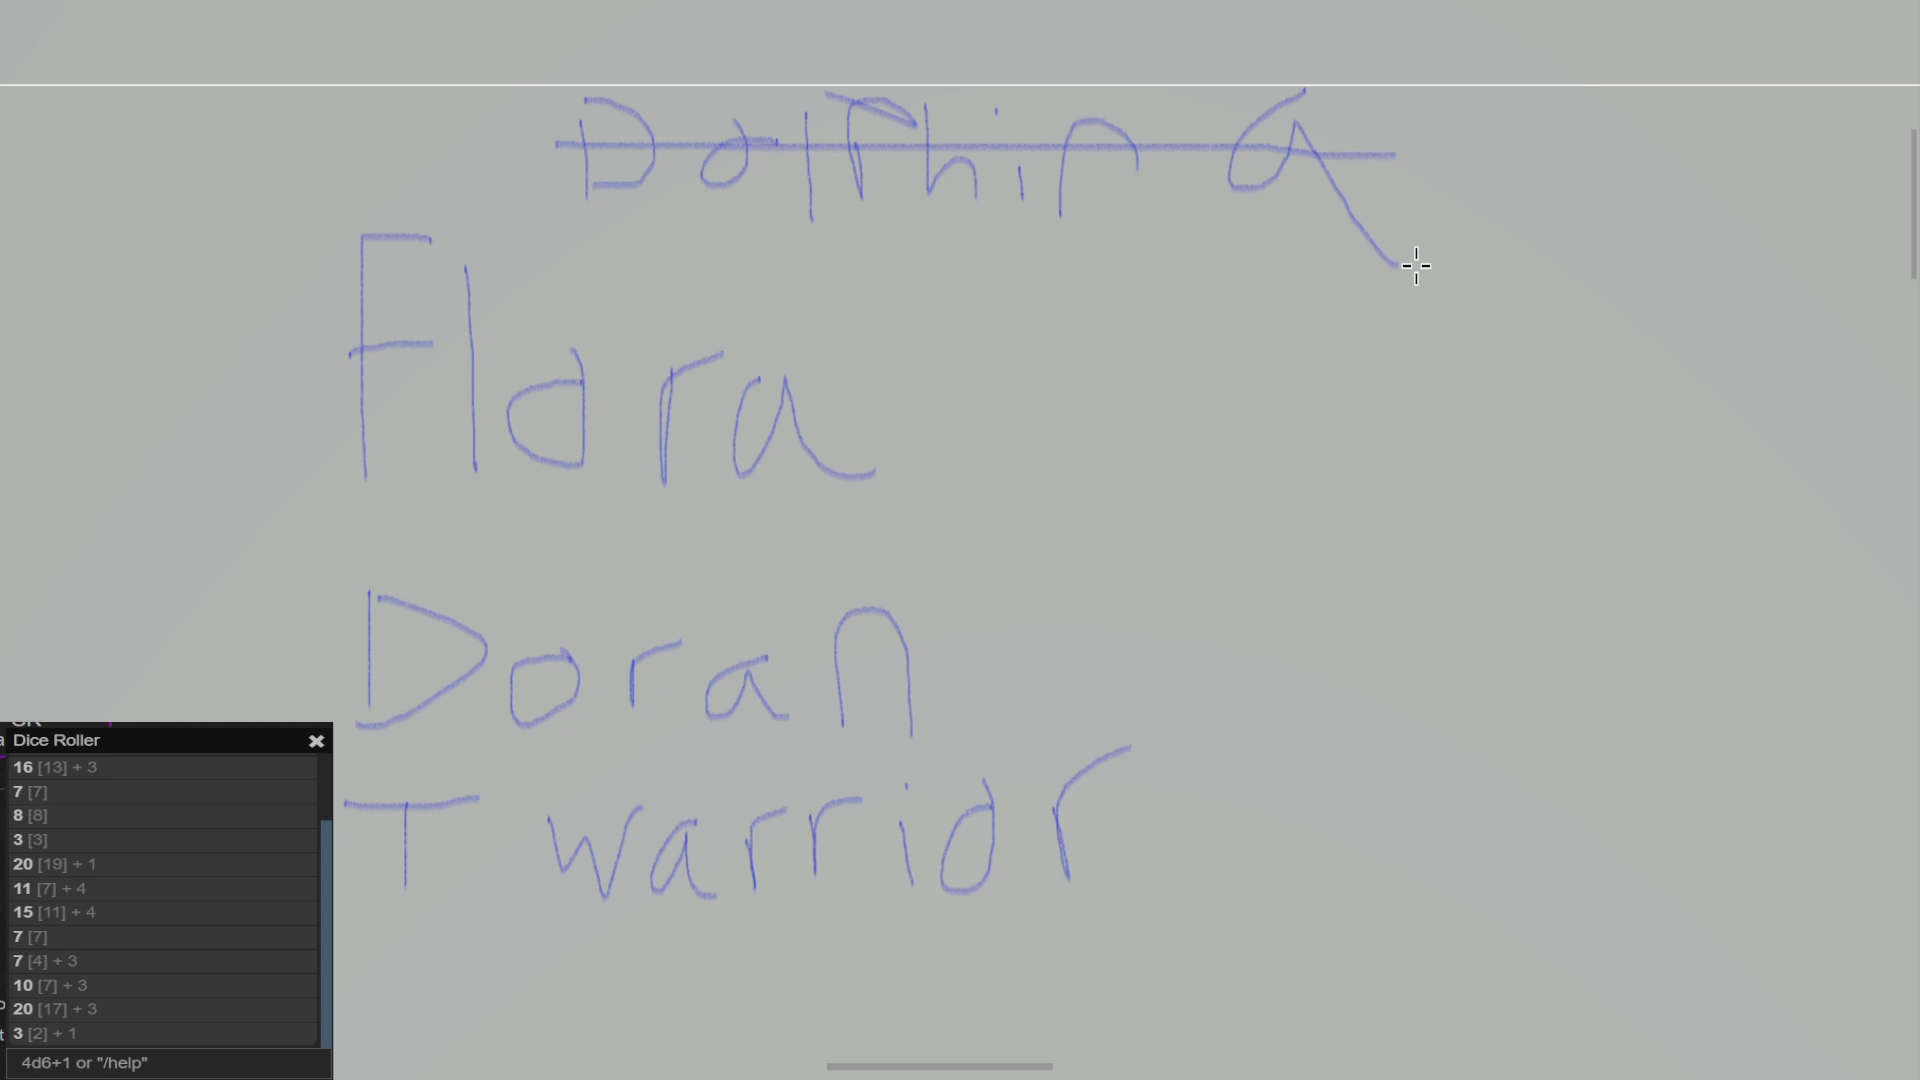 Dolphin a
Flora
Doran
T warrior
Dice Roller
16 [13] + 3
7 [7]
8 [8]
3 [3]
20 [19] + 1
11 [7] + 4
15 [11] + 4
7 [7]
7 [4] + 3
10 [7] + 3
20 [17] + 3
3 [2] + 1
4d6+1 or "/help"